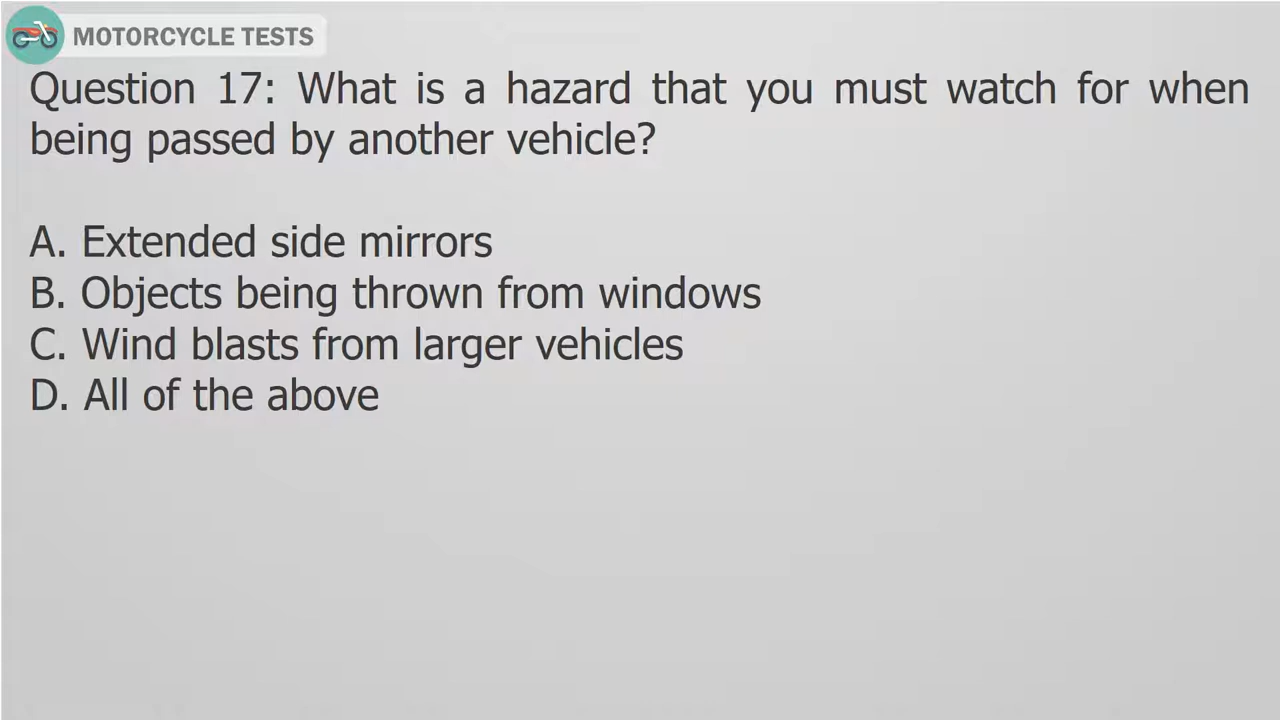 MOTORCYCLE TESTS
Question 17: What is a hazard that you must watch for when
being passed by another vehicle?
A. Extended side mirrors
B. Objects being thrown from windows
C. Wind blasts from larger vehicles
D. All of the above